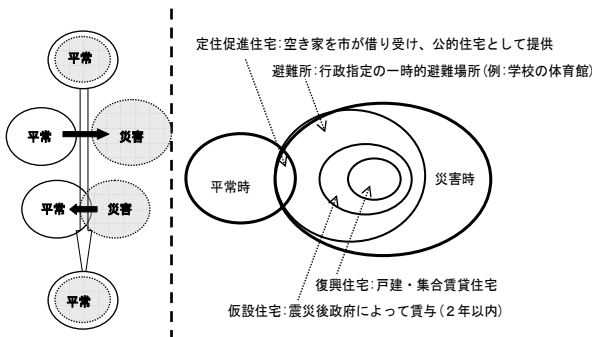 平常
平常
災害
平常
災害
平常
定住促進住宅:空き家を市が借り受け、公的住宅として提供
避難所:行政指定の一時的避難場所(例:学校の体育館)
平常時
災害時
復興住宅:戸建・集合賃貸住宅
仮設住宅:震災後政府によって貸与(2年以内)